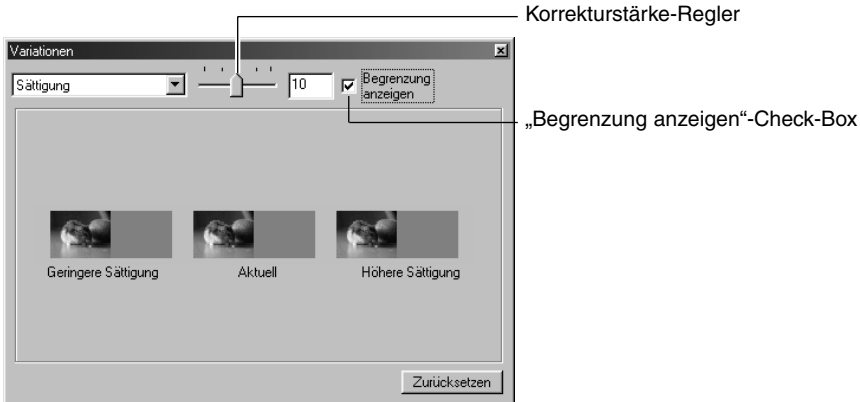 Korrekturstärke-Regler
Variationen
Sättigung
10
Begrenzung
anzeigen
„Begrenzung anzeigen“-Check-Box
Geringere Sättigung
Aktuell
Höhere Sättigung
Zurücksetzen